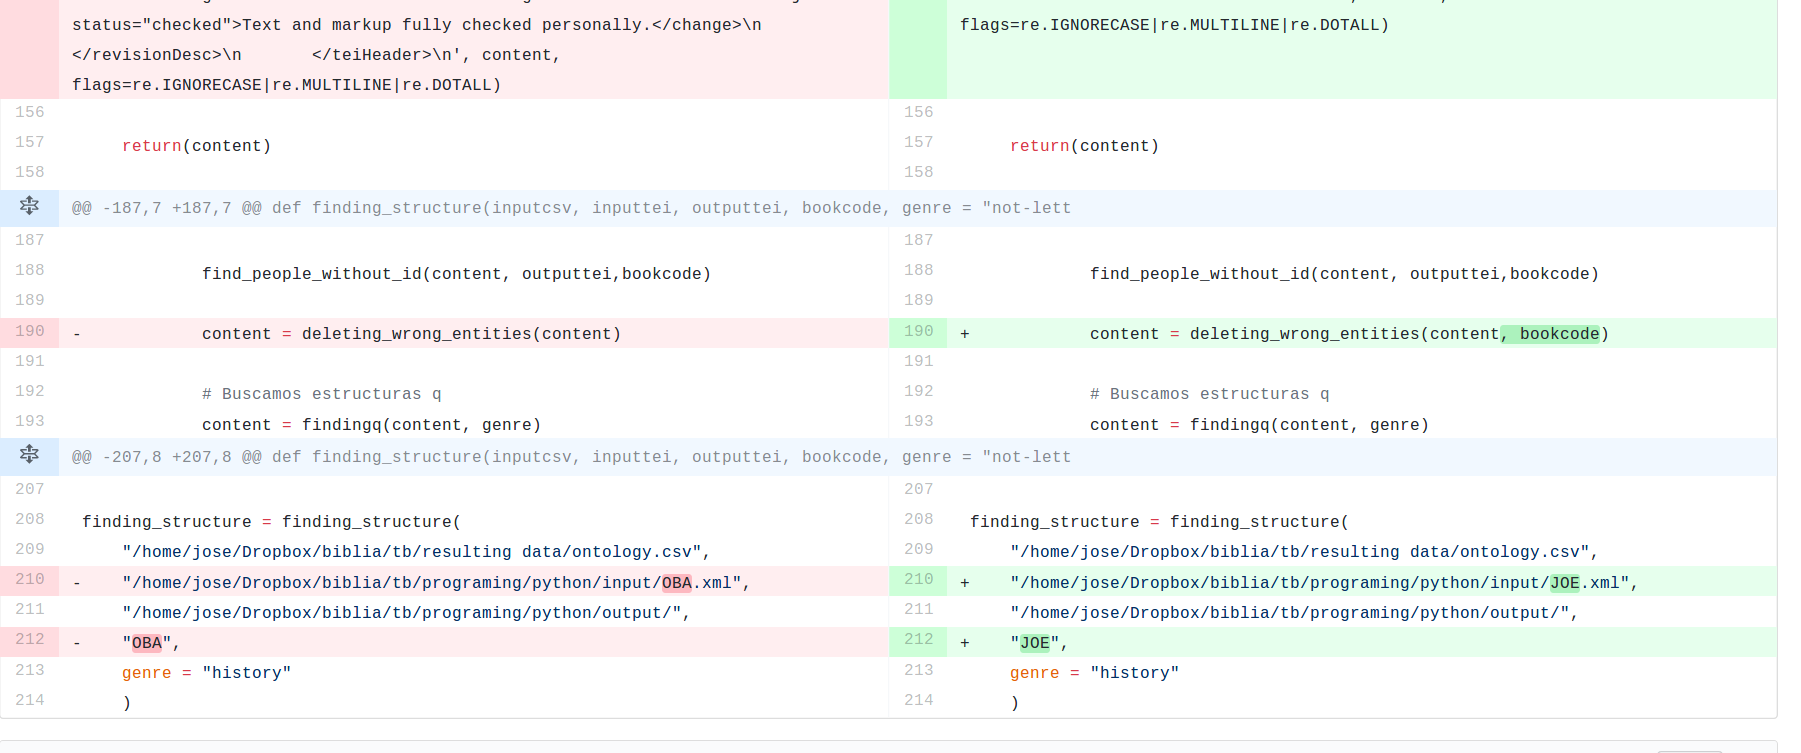 status="checked">Text and markup fully checked personally.</change>\n
</revisionDesc>\n       </teiHeader>\n', content,
flags=re.IGNORECASE|re.MULTILINE|re.DOTALL)
flags=re.IGNORECASE|re.MULTILINE|re.DOTALL)
156 156
157 return(content) 157 return(content)
158 158
@@ -187,7 +187,7 @@ def finding_structure(inputcsv, inputtei, outputtei, bookcode, genre = "not-lett
187 187
188 find_people_without_id(content, outputtei,bookcode) 188 find_people_without_id(content, outputtei,bookcode)
189 189
190 - content = deleting_wrong_entities(content) 190 + content = deleting_wrong_entities(content, bookcode)
191 191
192 # Buscamos estructuras q 192 # Buscamos estructuras q
193 content = findingq(content, genre) 193 content = findingq(content, genre)
@@ -207,8 +207,8 @@ def finding_structure(inputcsv, inputtei, outputtei, bookcode, genre = "not-lett
207 207
208 finding_structure = finding_structure( 208 finding_structure = finding_structure(
209 "/home/jose/Dropbox/biblia/tb/resulting data/ontology.csv", 209 "/home/jose/Dropbox/biblia/tb/resulting data/ontology.csv",
210 - "/home/jose/Dropbox/biblia/tb/programing/python/input/OBA.xml", 210 + "/home/jose/Dropbox/biblia/tb/programing/python/input/JOE.xml",
211 "/home/jose/Dropbox/biblia/tb/programing/python/output/", 211 "/home/jose/Dropbox/biblia/tb/programing/python/output/",
212 - "OBA", 212 + "JOE",
213 genre = "history" 213 genre = "history"
214 ) 214 )